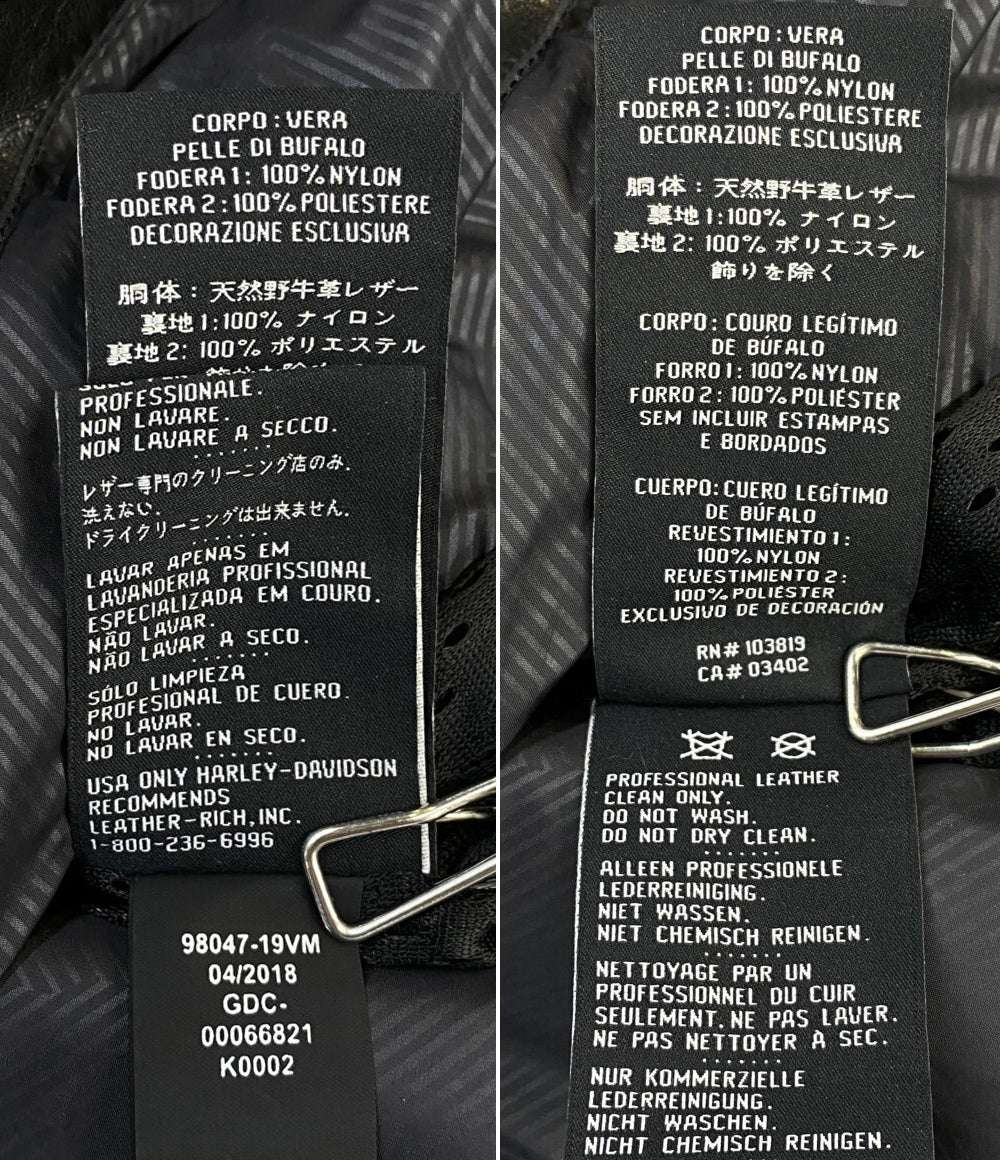 CORPO : VERA
PELLE DI BUFALO
FODERA 1 : 100% NYLON
FODERA 2 : 100% POLIESTERE
DECORAZIONE ESCLUSIVA
胴体 : 天然野牛革レザー
裏地 1:100% ナイロン
裏地 2: 100% ポリエステル
PROFESSIONALE.
NON LAVARE.
NON LAVARE A SECCO.
レザー専門のクリーニング店のみ.
洗えない.
ドライクリーニングは出来ません.
LAVAR APENAS EM
LAVANDERIA PROFISSIONAL
ESPECIALIZADA EM COURO.
NÃO LAVAR.
NÃO LAVAR A SECO.
SÓLO LIMPIEZA
PROFESIONAL DE CUERO.
NO LAVAR.
NO LAVAR EN SECO.
USA ONLY HARLEY-DAVIDSON
RECOMMENDS
LEATHER-RICH, INC.
1-800-236-6996
98047-19VM
04/2018
GDC-
00066821
K0002
CORPO : VERA
PELLE DI BUFALO
FODERA 1 : 100% NYLON
FODERA 2 : 100% POLIESTERE
DECORAZIONE ESCLUSIVA
胴体 : 天然野牛革レザー
裏地 1:100% ナイロン
裏地 2: 100% ポリエステル
飾りを除く
CORPO : COURO LEGÍTIMO
DE BÚFALO
FORRO 1 : 100% NYLON
FORRO 2 : 100% POLIÉSTER
SEM INCLUIR ESTAMPAS
E BORDADOS
CUERPO: CUERO LEGÍTIMO
DE BÚFALO
REVESTIMIENTO 1 :
100% NYLON
REVESTIMIENTO 2 :
100% POLIÉSTER
EXCLUSIVO DE DECORACIÓN
RN# 103819
CA# 03402
PROFESSIONAL LEATHER
CLEAN ONLY.
DO NOT WASH.
DO NOT DRY CLEAN.
ALLEEN PROFESSIONELE
LEDERREINIGING.
NIET WASSEN.
NIET CHEMISCH REINIGEN.
NETTOYAGE PAR UN
PROFESSIONNEL DU CUIR
SEULEMENT. NE PAS LAVER.
NE PAS NETTOYER À SEC.
NUR KOMMERZIELLE
LEDERREINIGUNG.
NICHT WASCHEN.
NICHT CHEMISCH REINIGEN.